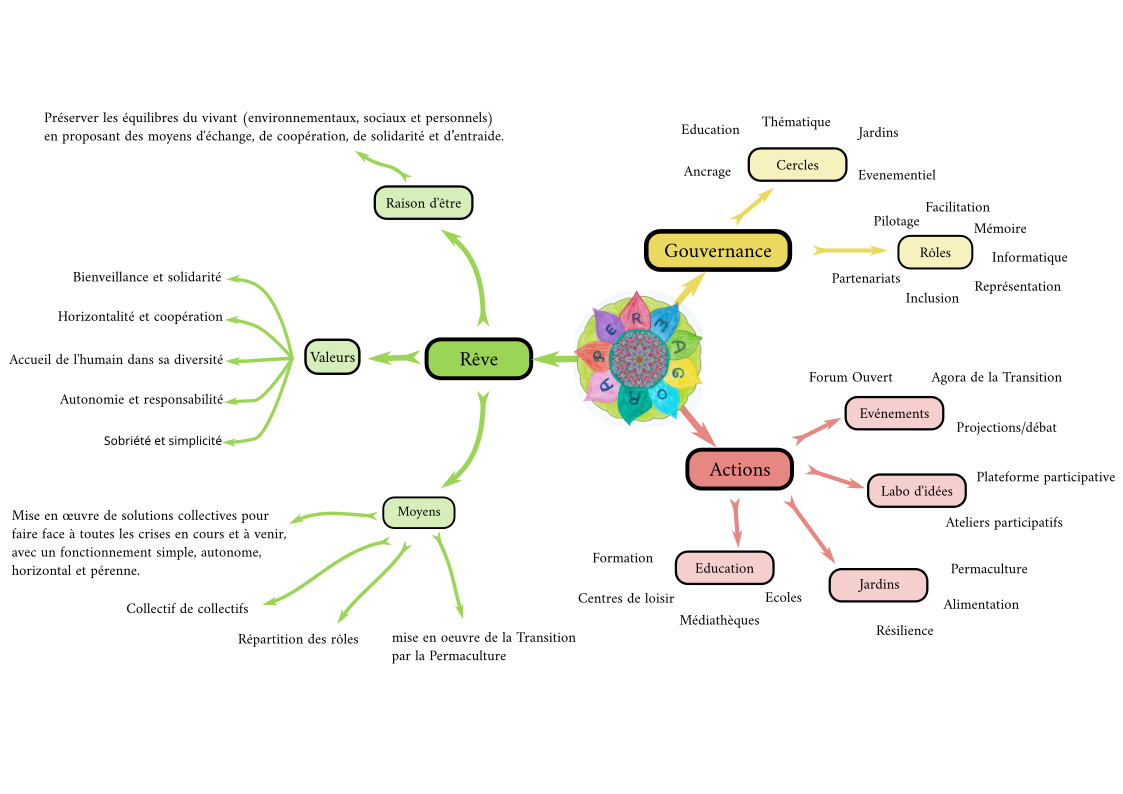 Préserver les équilibres du vivant (environnementaux, sociaux et personnels)
en proposant des moyens d'échange, de coopération, de solidarité et d'entraide.
Raison d'être
Bienveillance et solidarité
Horizontalité et coopération
Accueil de l'humain dans sa diversité
Autonomie et responsabilité
Sobriété et simplicité
Valeurs
Rêve
Moyens
Mise en œuvre de solutions collectives pour
faire face à toutes les crises en cours et à venir,
avec un fonctionnement simple, autonome,
horizontal et pérenne.
Collectif de collectifs
Répartition des rôles
mise en oeuvre de la Transition
par la Permaculture
Education
Thématique
Jardins
Ancrage
Cercles
Evenementiel
Gouvernance
Facilitation
Pilotage
Mémoire
Rôles
Informatique
Partenariats
Représentation
Inclusion
Forum Ouvert
Agora de la Transition
Evénements
Projections/débat
Actions
Plateforme participative
Labo d'idées
Ateliers participatifs
Formation
Education
Centres de loisir
Ecoles
Médiathèques
Permaculture
Jardins
Alimentation
Résilience